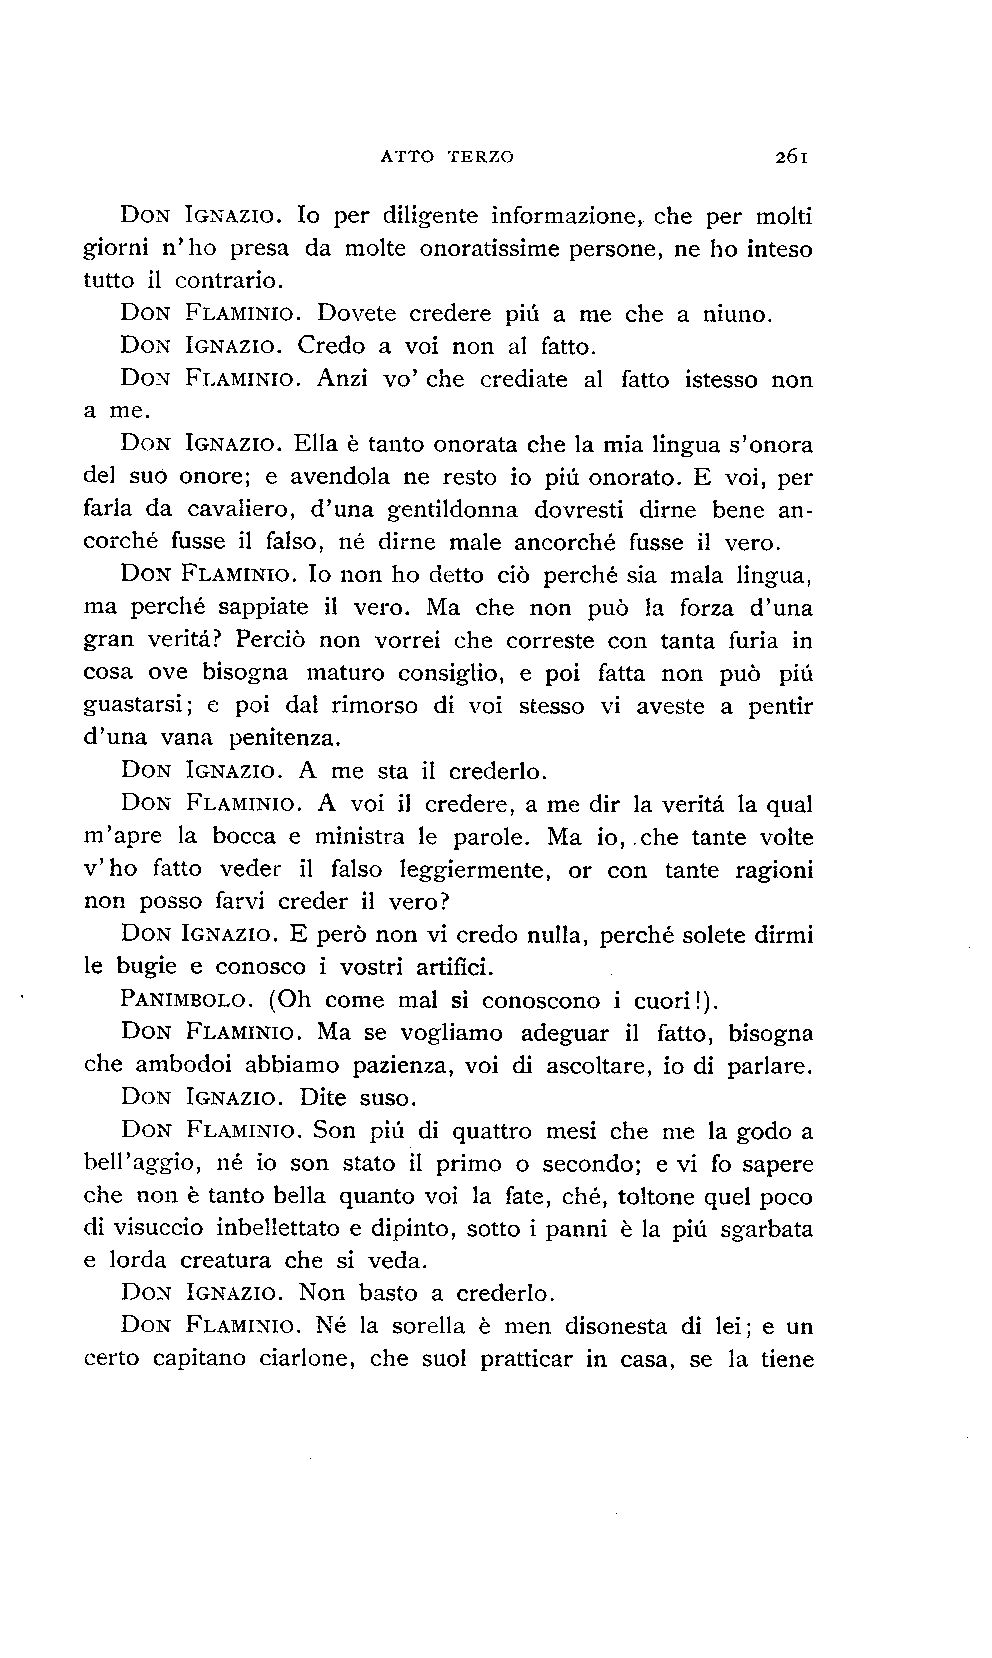 ATTO TERZO 261
Don Ignazio. Io per diligente informazione, che per molti
giorni n'ho presa da molte onoratissime persone, ne ho inteso
tutto il contrario.
Don Flaminio. Dovete credere piú a me che a niuno.
Don Ignazio. Credo a voi non al fatto.
Don Flaminio. Anzi vo' che crediate al fatto istesso non
a me.
Don Ignazio. Ella è tanto onorata che la mia lingua s'onora
del suo onore; e avendola ne resto io piú onorato. E voi, per
farla da cavaliero, d'una gentildonna dovresti dirne bene an-
corché fusse il falso, né dirne male ancorché fusse il vero.
Don Flaminio. Io non ho detto ciò perché sia mala lingua,
ma perché sappiate il vero. Ma che non può la forza d'una
gran veritá? Perciò non vorrei che correste con tanta furia in
cosa ove bisogna maturo consiglio, e poi fatta non può piú
guastarsi; e poi dal rimorso di voi stesso vi aveste a pentir
d'una vana penitenza.
Don Ignazio. A me sta il crederlo.
Don Flaminio. A voi il credere, a me dir la veritá la qual
m'apre la bocca e ministra le parole. Ma io, che tante volte
v'ho fatto veder il falso leggiermente, or con tante ragioni
non posso farvi creder il vero?
Don Ignazio. E però non vi credo nulla, perché solete dirmi
le bugie e conosco i vostri artifici.
Panimbolo. (Oh come mal si conoscono i cuori!).
Don Flaminio. Ma se vogliamo adeguar il fatto, bisogna
che ambodoi abbiamo pazienza, voi di ascoltare, io di parlare.
Don Ignazio. Dite suso.
Don Flaminio. Son piú di quattro mesi che me la godo a
bell'aggio, né io son stato il primo o secondo; e vi fo sapere
che non è tanto bella quanto voi la fate, ché, toltone quel poco
di visuccio inbellettato e dipinto, sotto i panni è la piú sgarbata
e lorda creatura che si veda.
Don Ignazio. Non basto a crederlo.
Don Flaminio. Né la sorella è men disonesta di lei; e un
certo capitano ciarlone, che suol pratticar in casa, se la tiene